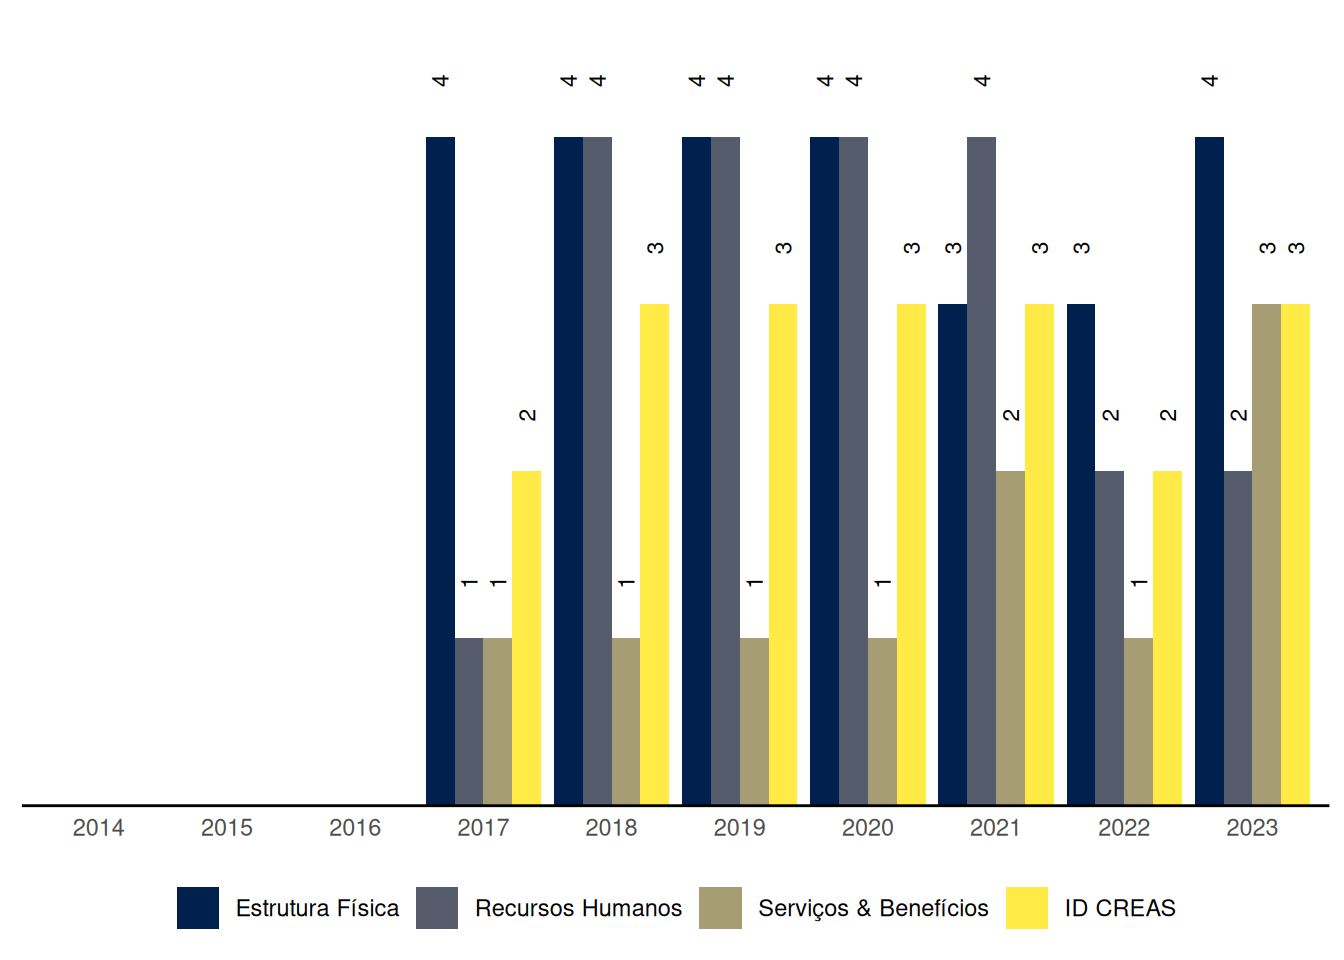 4 4 4 4 4 4 4 4 4
3 3 3 3 3 3 3 3
2 2 2 2 2
1 1 1 1 1 1
2014 2015 2016 2017 2018 2019 2020 2021 2022 2023
Estrutura Física Recursos Humanos Serviços & Benefícios ID CREAS